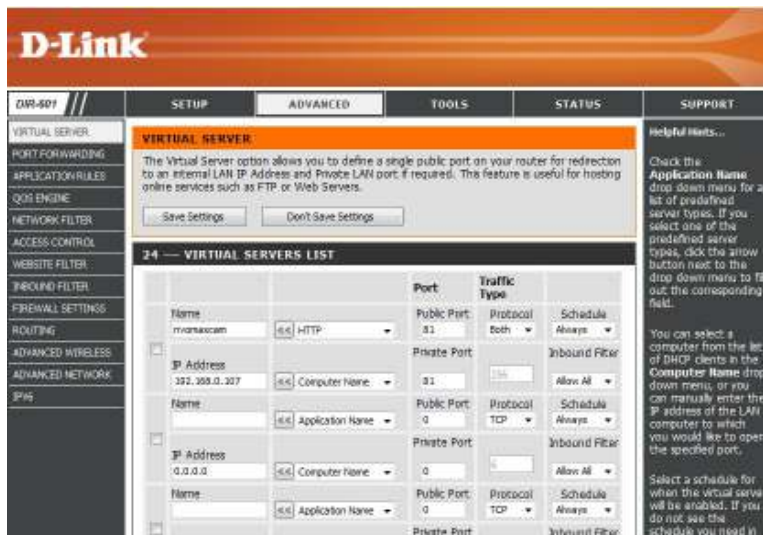 D-Link
DIR-601
SETUP
ADVANCED
TOOLS
STATUS
SUPPORT
VIRTUAL SERVER
PORT FORWARDING
APPLICATION RULES
QOS ENGINE
NETWORK FILTER
ACCESS CONTROL
WEBSITE FILTER
INBOUND FILTER
FIREWALL SETTINGS
ROUTING
ADVANCED WIRELESS
ADVANCED NETWORK
IPV6
VIRTUAL SERVER
The Virtual Server option allows you to define a single public port on your router for redirection
to an internal LAN IP Address and Private LAN port if required. This feature is useful for hosting
online services such as FTP or Web Servers.
Save Settings
Don't Save Settings
24 — VIRTUAL SERVERS LIST
Port
Traffic
Type
Name
Public Port
Protocol
Schedule
<< HTTP
81
Both
Always
IP Address
Private Port
Inbound Filter
192.168.0.107
<< Computer Name
81
Allow All
Name
Public Port
Protocol
Schedule
<< Application Name
0
TCP
Always
IP Address
Private Port
Inbound Filter
0.0.0.0
<< Computer Name
0
6
Allow All
Name
Public Port
Protocol
Schedule
<< Application Name
0
TCP
Always
Private Port
Inbound Filter
Helpful Hints...
Check the
Application Name
drop down menu for a
list of predefined
server types. If you
select one of the
predefined server
types, click the arrow
button next to the
drop down menu to fill
out the corresponding
field.
You can select a
computer from the list
of DHCP clients in the
Computer Name drop
down menu, or you
can manually enter the
IP address of the LAN
computer to which
you would like to open
the specified port.
Select a schedule for
when the virtual server
will be enabled. If you
do not see the
schedule you need in